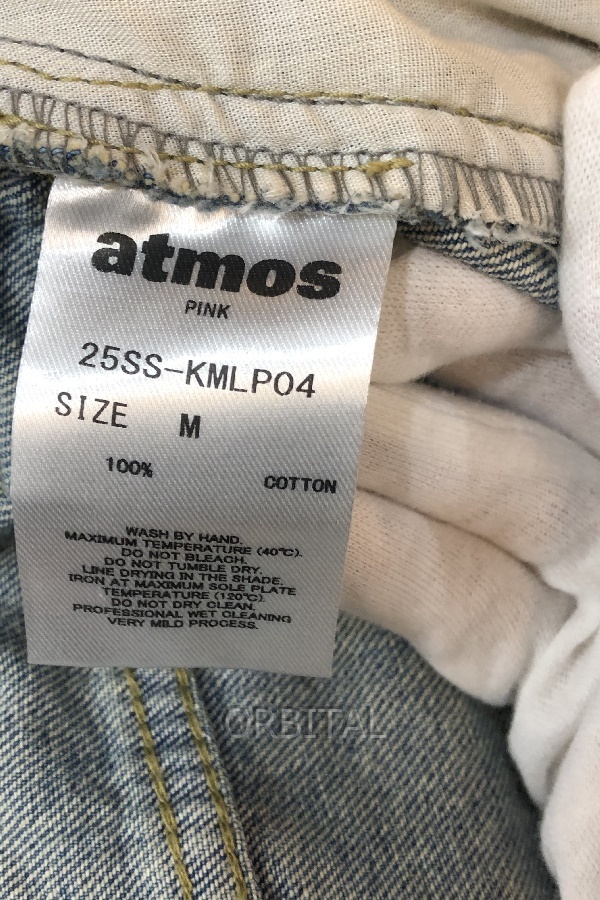 atmos
PINK
25SS-KMLP04
SIZE M
100% COTTON
WASH BY HAND.
MAXIMUM TEMPERATURE (40°C).
DO NOT BLEACH.
DO NOT TUMBLE DRY.
LINE DRYING IN THE SHADE.
IRON AT MAXIMUM SOLE PLATE
TEMPERATURE (120°C).
DO NOT DRY CLEAN.
PROFESSIONAL WET CLEANING
VERY MILD PROCESS.
ORBITAL